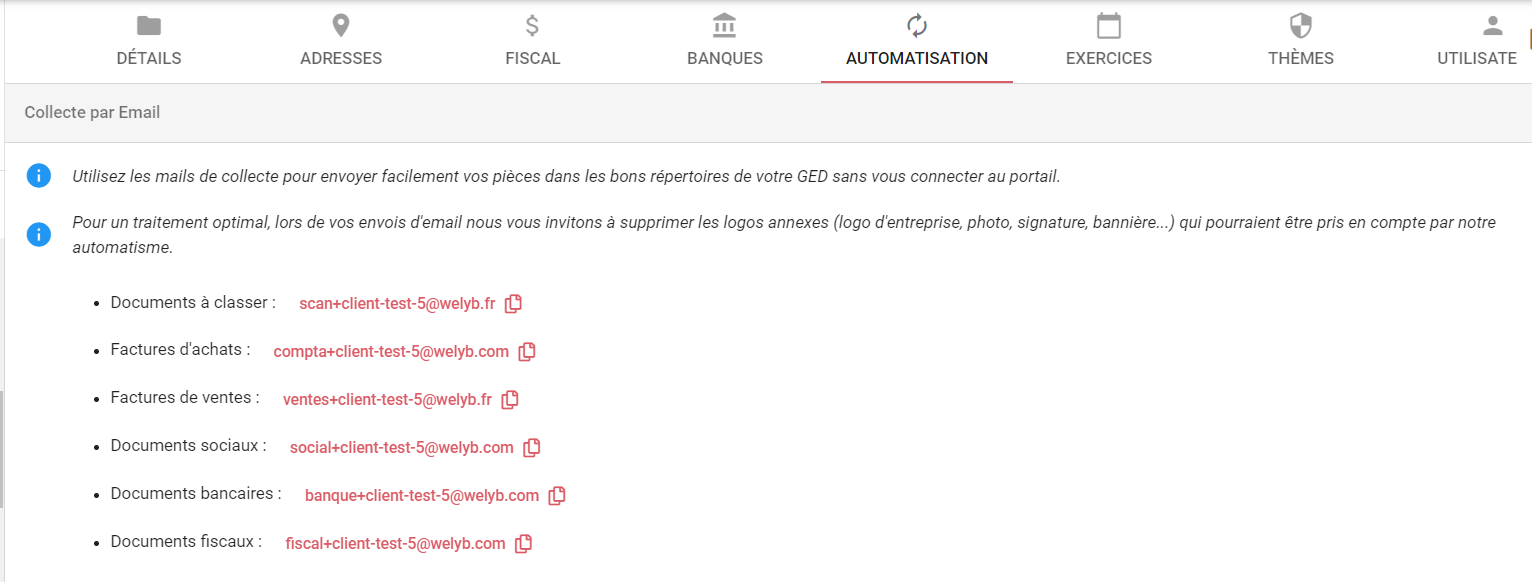 DÉTAILS
ADRESSES
$
FISCAL
BANQUES
AUTOMATISATION
EXERCICES
THÈMES
UTILISATE
Collecte par Email
Utilisez les mails de collecte pour envoyer facilement vos pièces dans les bons répertoires de votre GED sans vous connecter au portail.
Pour un traitement optimal, lors de vos envois d'email nous vous invitons à supprimer les logos annexes (logo d'entreprise, photo, signature, bannière...) qui pourraient être pris en compte par notre
automatisme.
• Documents à classer : scan+client-test-5@welyb.fr
• Factures d'achats : compta+client-test-5@welyb.com
• Factures de ventes : ventes+client-test-5@welyb.fr
• Documents sociaux : social+client-test-5@welyb.com
• Documents bancaires : banque+client-test-5@welyb.com
• Documents fiscaux : fiscal+client-test-5@welyb.com